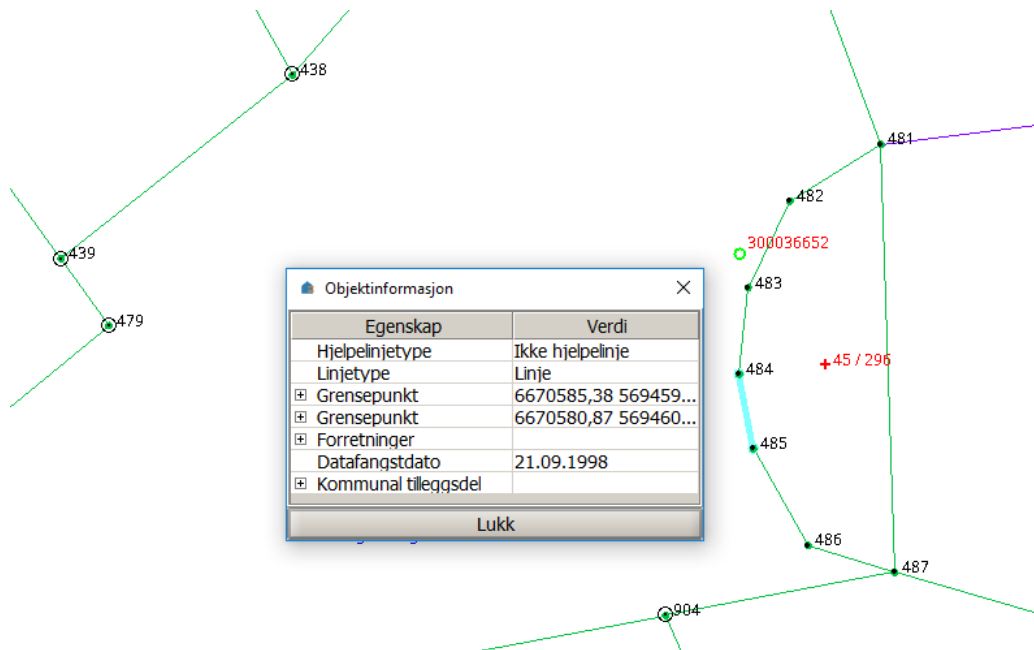 438
481
482
300036652
439
483
Objektinformasjon
479
Egenskap Verdi
Hjelpelinjetype Ikke hjelpelinje
45 / 296
Linjetype Linje
484
Grensepunkt 6670585,38 569459...
Grensepunkt 6670580,87 569460...
Forretninger
485
Datafangstdato 21.09.1998
Kommunal tilleggsdel
Lukk
486
487
904